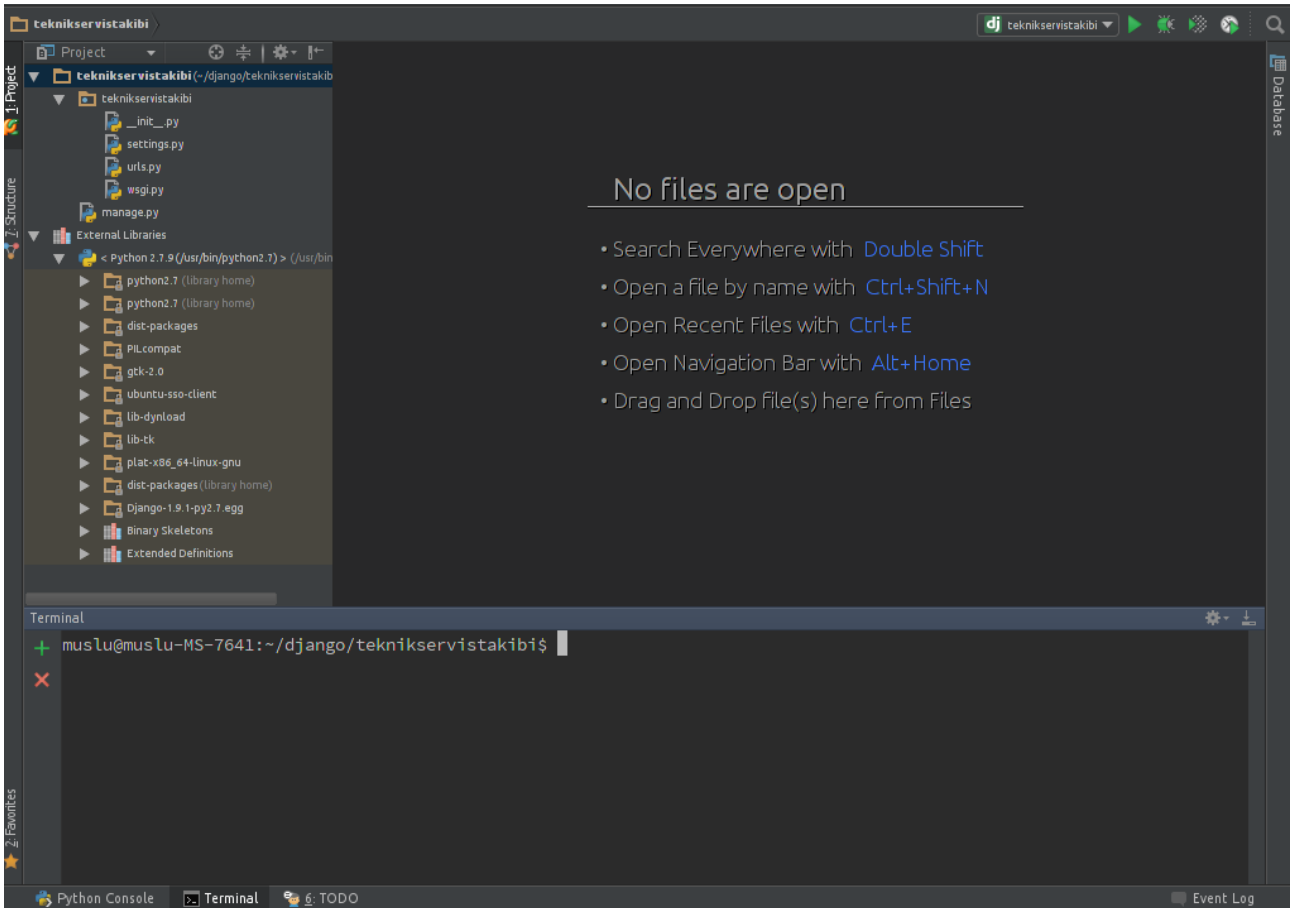 teknikservistakibi
dj teknikservistakibi
Project
teknikservistakibi (~/django/teknikservistakib
teknikservistakibi
__init__.py
settings.py
urls.py
wsgi.py
manage.py
External Libraries
< Python 2.7.9 (/usr/bin/python2.7) > (/usr/bin
python2.7 (library home)
python2.7 (library home)
dist-packages
PILcompat
gtk-2.0
ubuntu-sso-client
lib-dynload
lib-tk
plat-x86_64-linux-gnu
dist-packages (library home)
Django-1.9.1-py2.7.egg
Binary Skeletons
Extended Definitions
1: Project
7: Structure
2: Favorites
No files are open
• Search Everywhere with Double Shift
• Open a file by name with Ctrl+Shift+N
• Open Recent Files with Ctrl+E
• Open Navigation Bar with Alt+Home
• Drag and Drop file(s) here from Files
Database
Terminal
muslu@muslu-MS-7641:~/django/teknikservistakibi$
Python Console
Terminal
6: TODO
Event Log